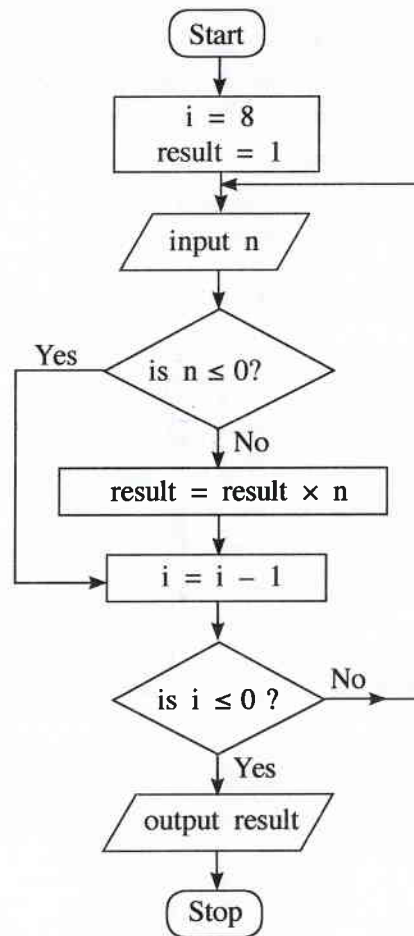 Start
i = 8
result = 1
input n
Yes
is n ≤ 0?
No
result = result × n
i = i – 1
is i ≤ 0 ?
No
Yes
output result
Stop